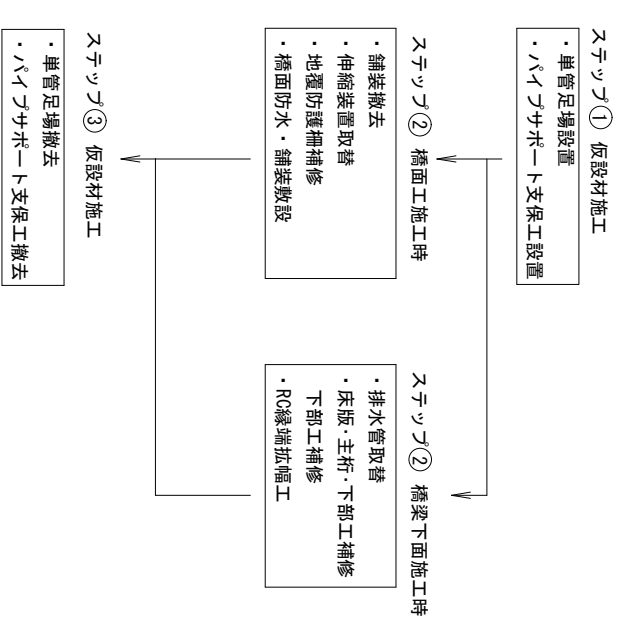 ステップ① 仮設材施工
・単管足場設置
・パイプサポート支保工設置
ステップ② 橋面工施工時
・舗装撤去
・伸縮装置取替
・地覆防護柵補修
・橋面防水・舗装敷設
ステップ② 橋梁下面施工時
・排水管取替
・床版・主桁・下部工補修
下部工補修
・RC縁端拡幅工
ステップ③ 仮設材施工
・単管足場撤去
・パイプサポート支保工撤去